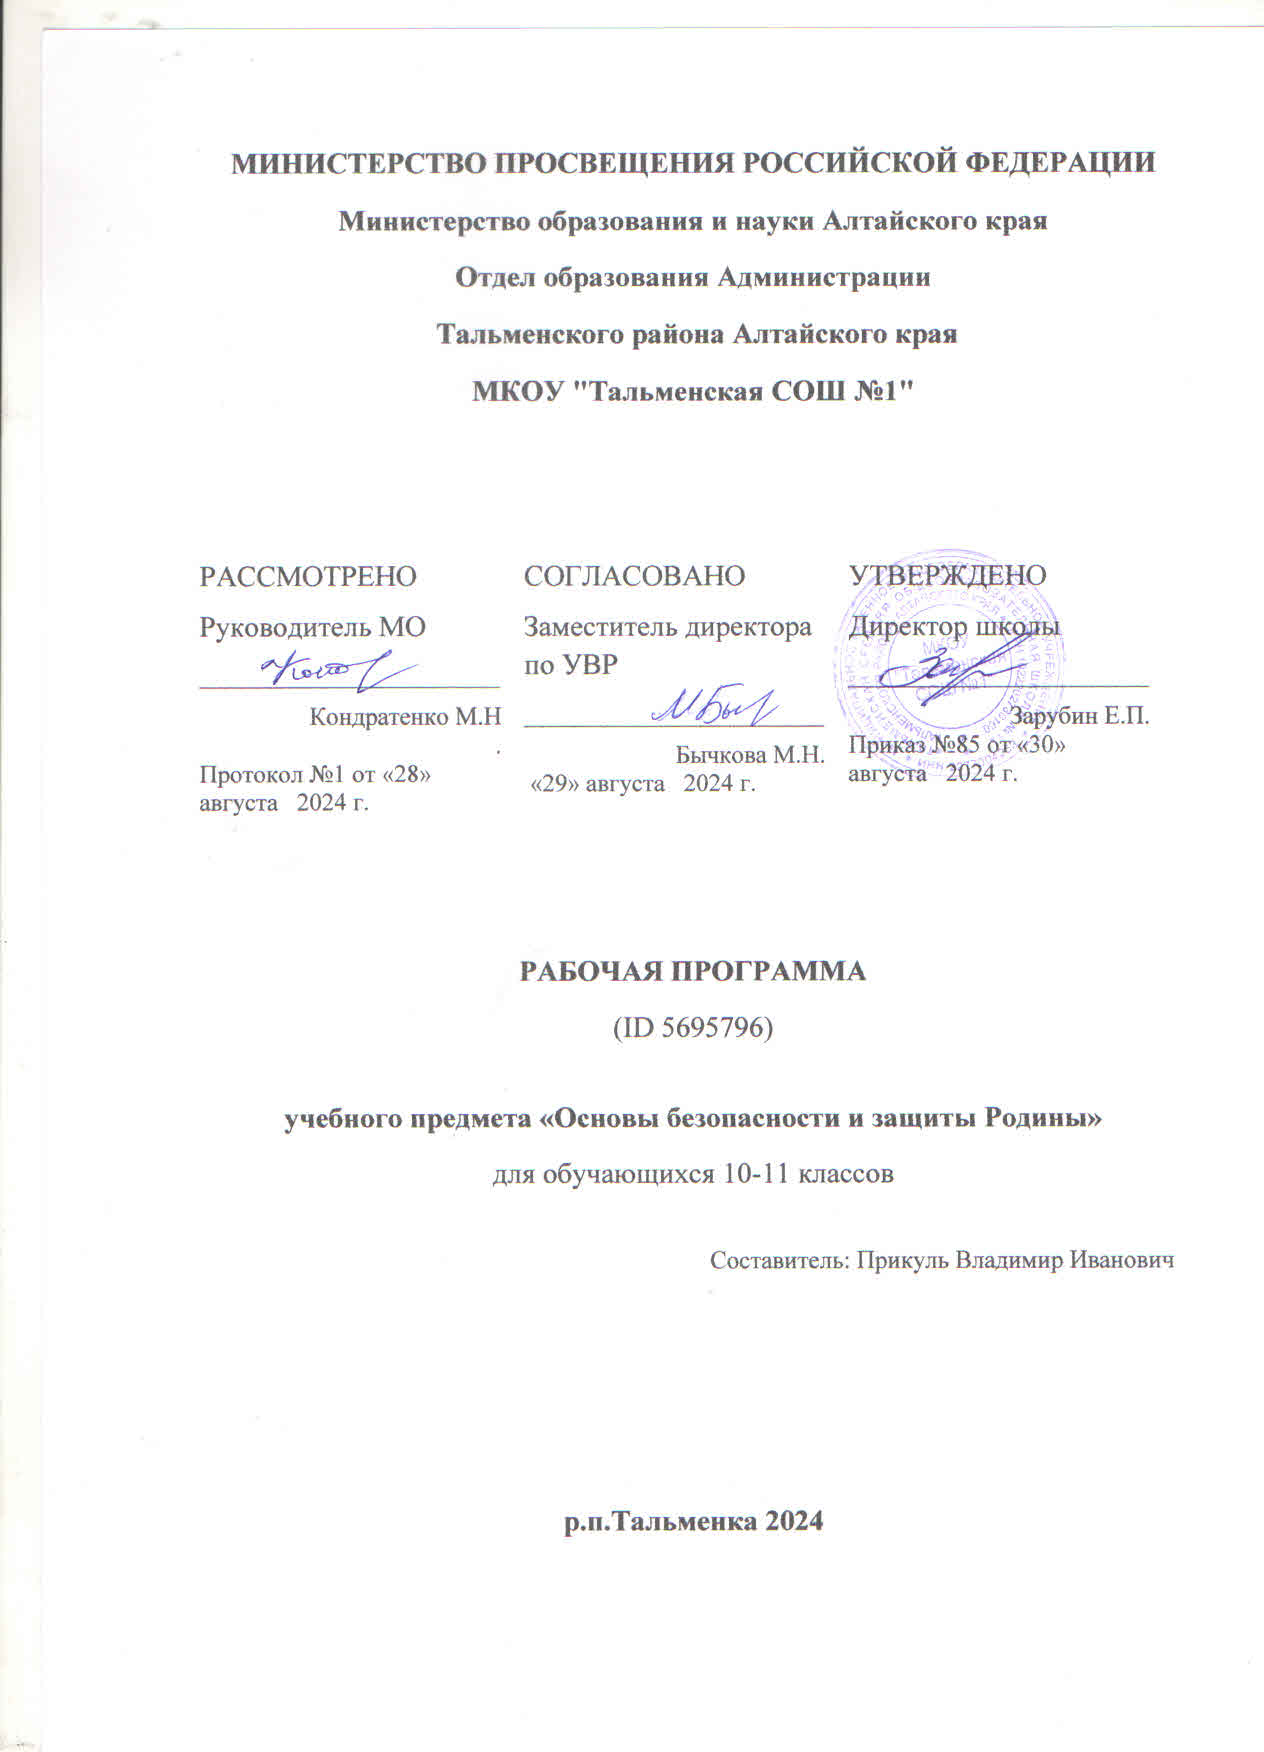 МИНИСТЕРСТВО ПРОСВЕЩЕНИЯ РОССИЙСКОЙ ФЕДЕРАЦИИ
Министерство образования и науки Алтайского края
Отдел образования Администрации
Тальменского района Алтайского края
МКОУ "Тальменская СОШ №1"
РАССМОТРЕНО
Руководитель МО
Кондратенко М.Н
.
Протокол №1 от «28»
августа 2024 г.
СОГЛАСОВАНО
Заместитель директора
по УВР
М Бы
Бычкова М.Н.
«29» августа 2024 г.
УТВЕРЖДЕНО
Директор школы
МКОУ
Зарубин Е.П.
Приказ №85 от «30»
августа 2024 г.
РАБОЧАЯ ПРОГРАММА
(ID 5695796)
учебного предмета «Основы безопасности и защиты Родины»
для обучающихся 10-11 классов
Составитель: Прикуль Владимир Иванович
р.п.Тальменка 2024